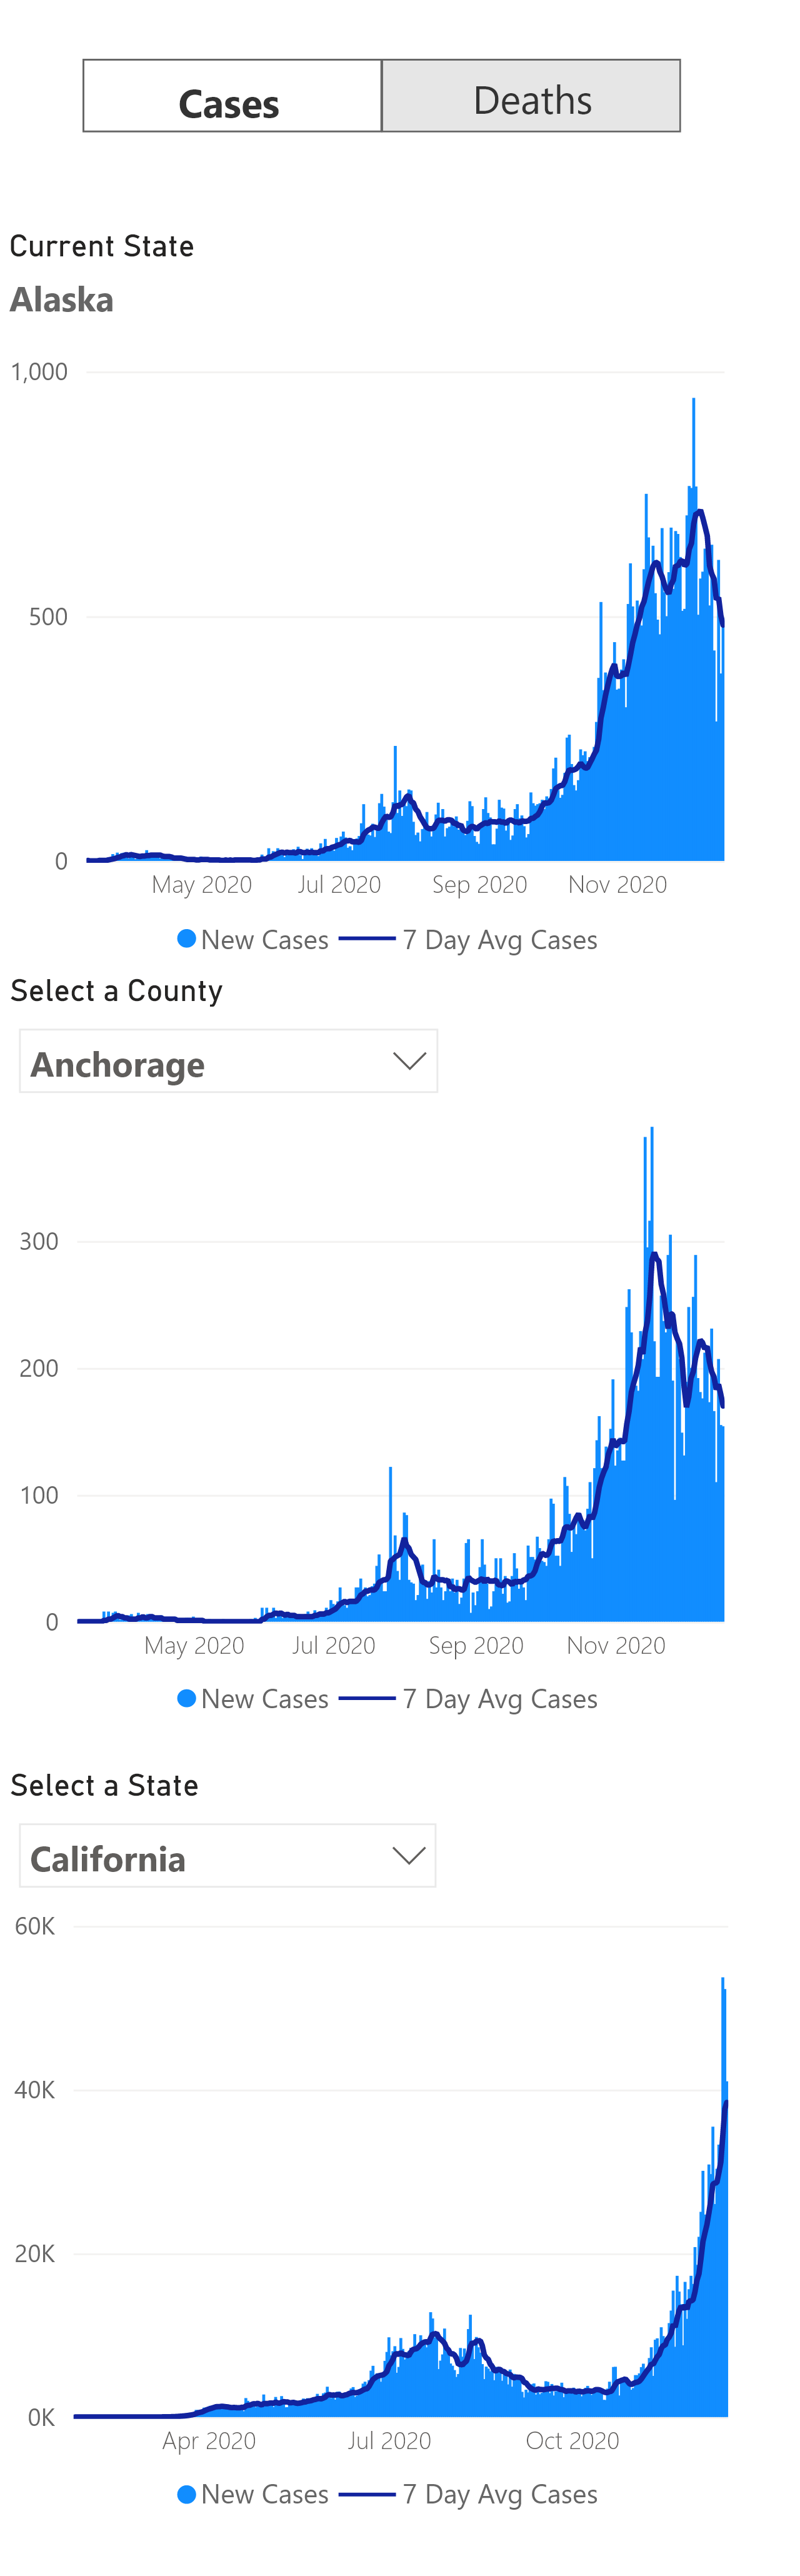 Cases Deaths
Current State
Alaska
1,000
500
0
May 2020 Jul 2020 Sep 2020 Nov 2020
New Cases 7 Day Avg Cases
Select a County
Anchorage
300
200
100
0
May 2020 Jul 2020 Sep 2020 Nov 2020
New Cases 7 Day Avg Cases
Select a State
California
60K
40K
20K
0K
Apr 2020 Jul 2020 Oct 2020
New Cases 7 Day Avg Cases